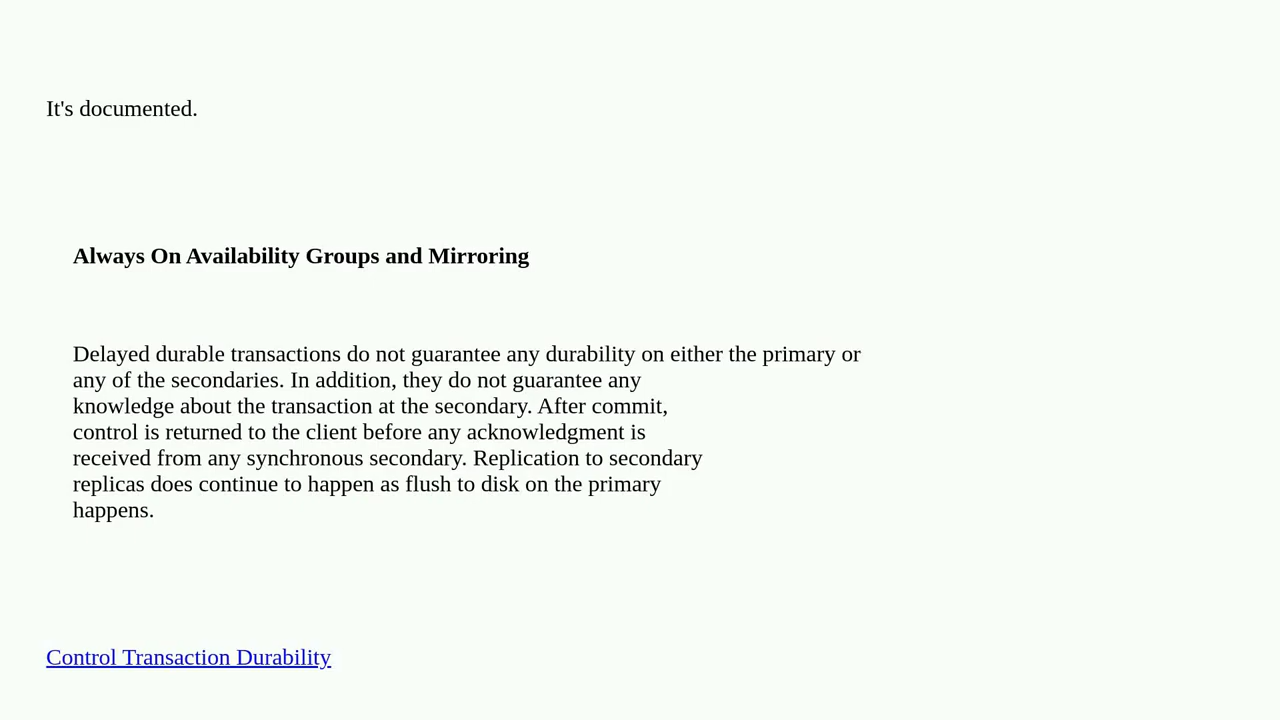 It's documented.
Always On Availability Groups and Mirroring
Delayed durable transactions do not guarantee any durability on either the primary or
any of the secondaries. In addition, they do not guarantee any
knowledge about the transaction at the secondary. After commit,
control is returned to the client before any acknowledgment is
received from any synchronous secondary. Replication to secondary
replicas does continue to happen as flush to disk on the primary
happens.
Control Transaction Durability